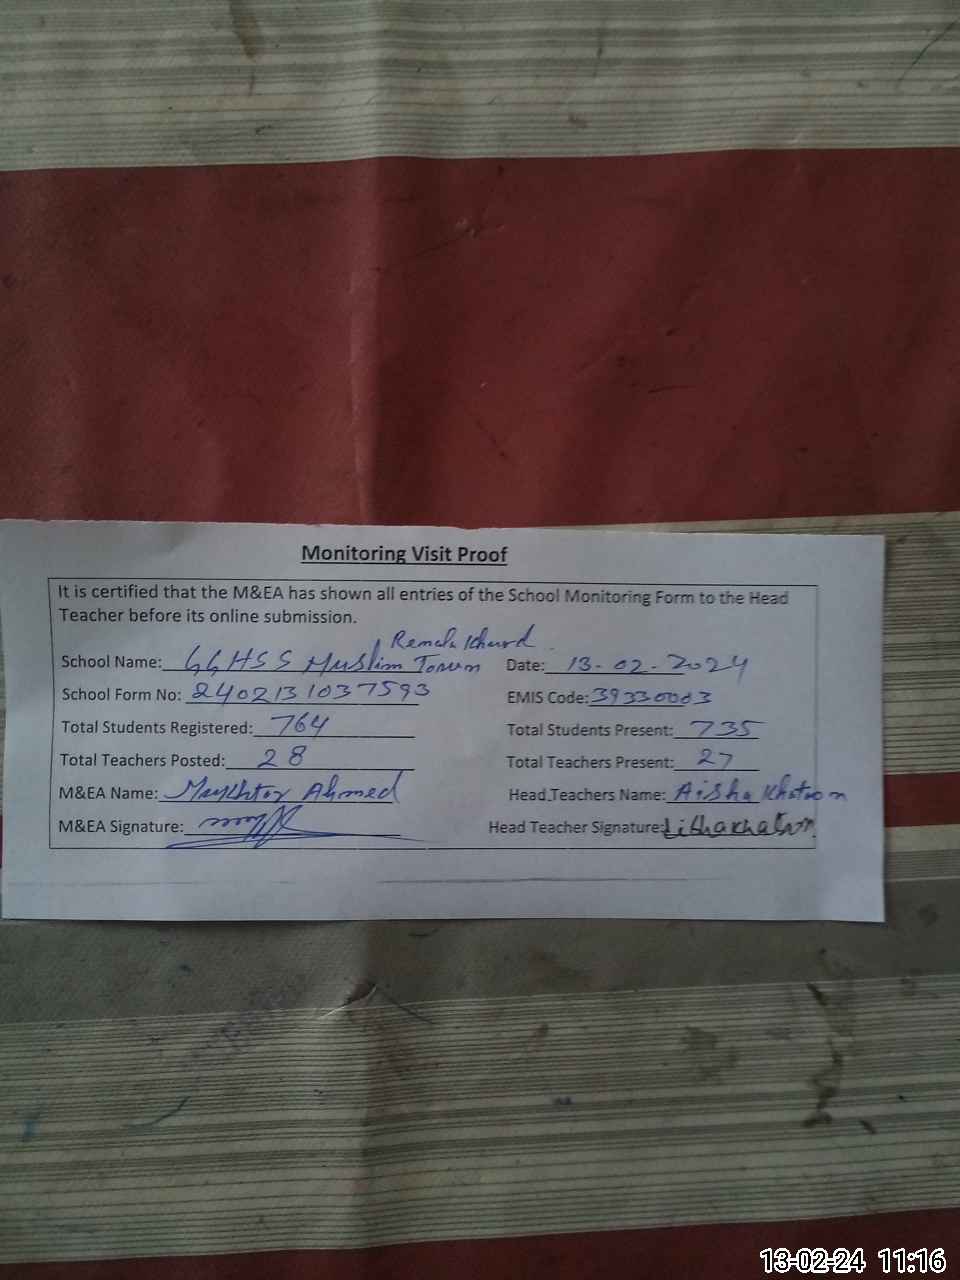 Monitoring Visit Proof
It is certified that the M&EA has shown all entries of the School Monitoring Form to the Head
Teacher before its online submission.
Khurd
School Name: GGHSS Muslim Town Date: 13-02-2024
School Form No: 2402131037593 EMIS Code: 39330003
Total Students Registered: 764 Total Students Present: 735
Total Teachers Posted: 28 Total Teachers Present: 27
M&EA Name: Ahmed Head Teachers Name: Aisha Khatoon
M&EA Signature: Head Teacher Signature:
13-02-24 11:16